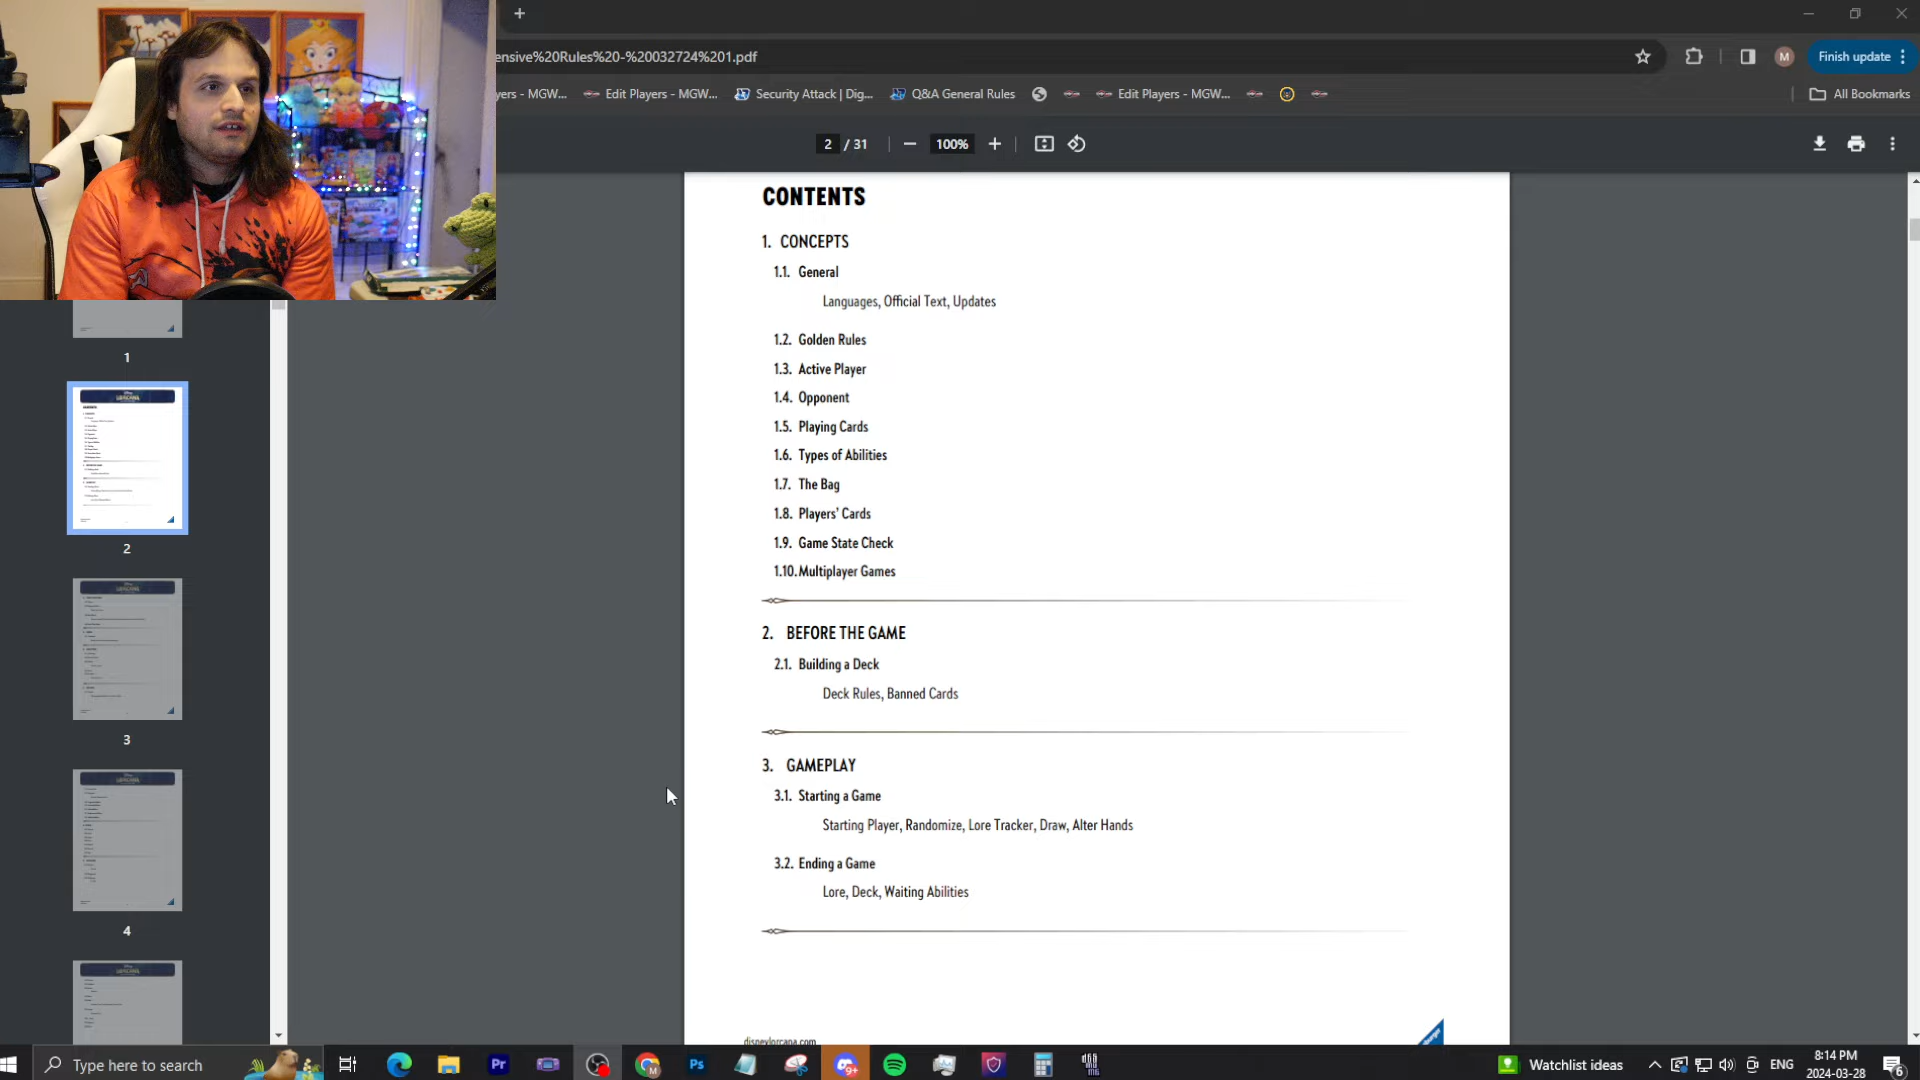 ensive%20Rules%20-%20032724%201.pdf
Finish update
M
yers - MGW...
Edit Players - MGW...
Security Attack | Dig...
Q&A General Rules
Edit Players - MGW...
All Bookmarks
2 / 31
100%
CONTENTS
1. CONCEPTS
1.1. General
Languages, Official Text, Updates
1.2. Golden Rules
1.3. Active Player
1.4. Opponent
1.5. Playing Cards
1.6. Types of Abilities
1.7. The Bag
1.8. Players' Cards
1.9. Game State Check
1.10. Multiplayer Games
2. BEFORE THE GAME
2.1. Building a Deck
Deck Rules, Banned Cards
3. GAMEPLAY
3.1. Starting a Game
Starting Player, Randomize, Lore Tracker, Draw, Alter Hands
3.2. Ending a Game
Lore, Deck, Waiting Abilities
disneylorcana.com
1
2
3
4
Type here to search
Pr
M
Ps
9+
Watchlist ideas
ENG
8:14 PM
2024-03-28
6